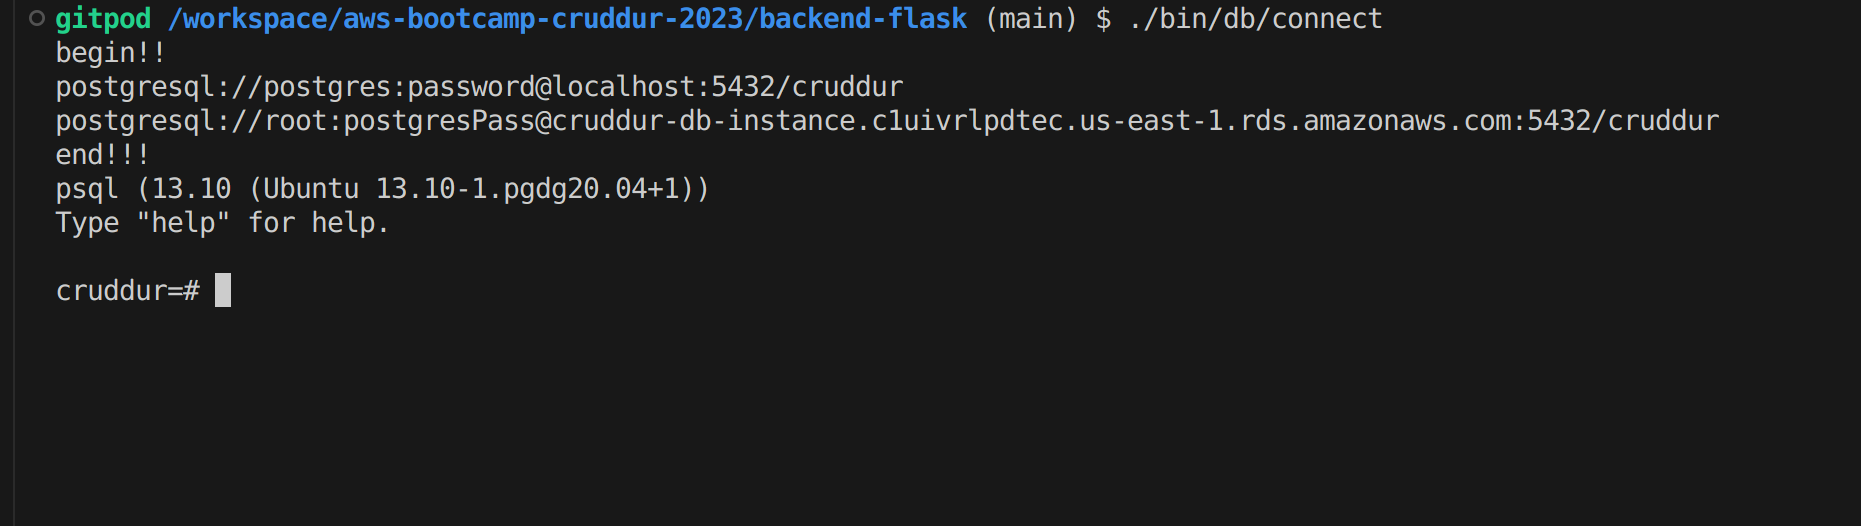 gitpod /workspace/aws-bootcamp-cruddur-2023/backend-flask (main) $ ./bin/db/connect
begin!!
postgresql://postgres:password@localhost:5432/cruddur
postgresql://root:postgresPass@cruddur-db-instance.c1uivrlpdtec.us-east-1.rds.amazonaws.com:5432/cruddur
end!!!
psql (13.10 (Ubuntu 13.10-1.pgdg20.04+1))
Type "help" for help.
cruddur=#